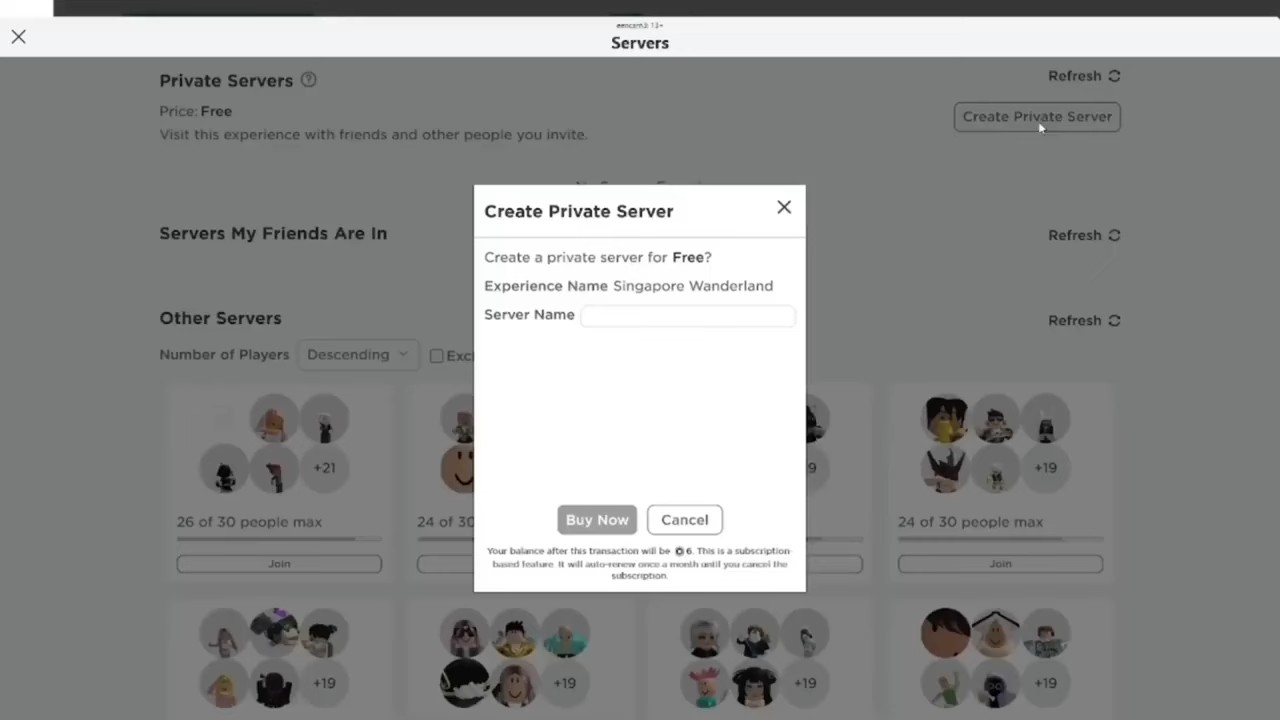 Servers
Private Servers
Refresh
Price: Free
Create Private Server
Visit this experience with friends and other people you invite.
Create Private Server
Servers My Friends Are In
Refresh
Create a private server for Free?
Experience Name Singapore Wanderland
Server Name
Other Servers
Refresh
Number of Players
Descending
+21
+19
26 of 30 people max
24 of 30 people max
Buy Now
Cancel
Your balance after this transaction will be 6. This is a subscription-
based feature. It will auto-renew once a month until you cancel the
subscription.
Join
Join
+19
+19
+19
+19